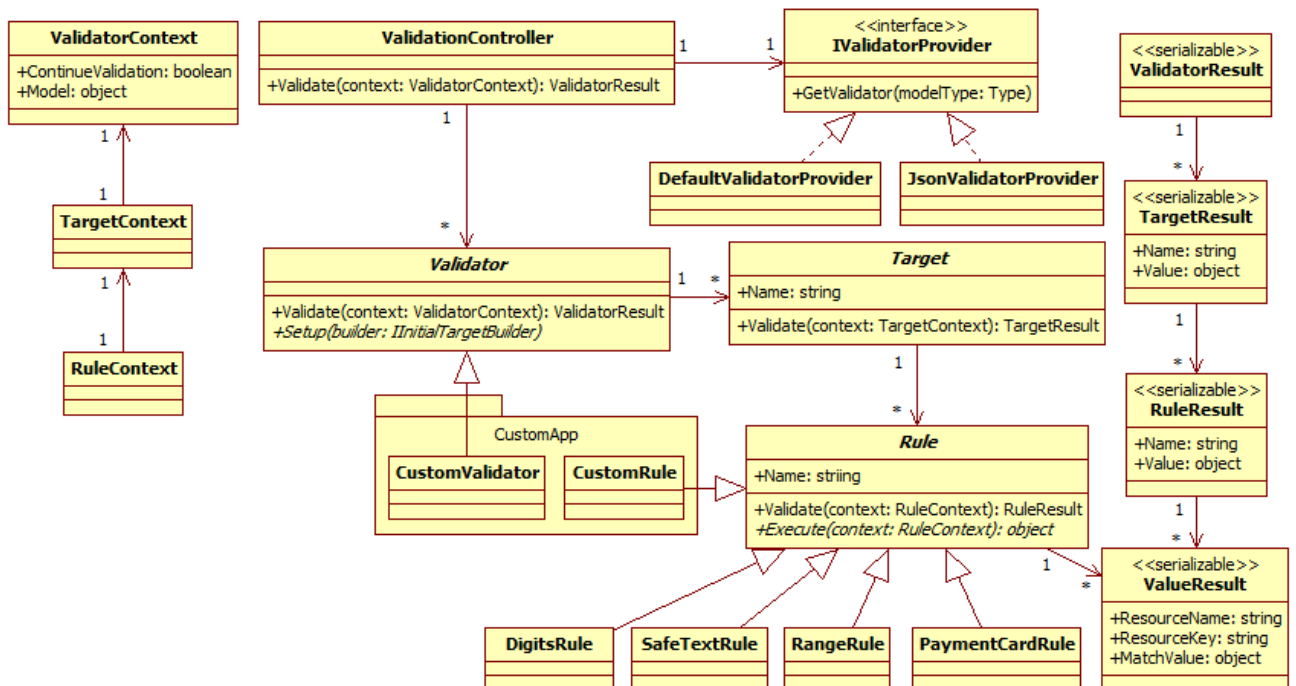 ValidatorContext
+ContinueValidation: boolean
+Model: object
1
1
TargetContext
1
1
RuleContext
ValidationController
+Validate(context: ValidatorContext): ValidatorResult
1
1
<<interface>>
IValidatorProvider
+GetValidator(modelType: Type)
DefaultValidatorProvider
JsonValidatorProvider
1
*
Validator
+Validate(context: ValidatorContext): ValidatorResult
+Setup(builder: IInitialTargetBuilder)
1
*
Target
+Name: string
+Validate(context: TargetContext): TargetResult
1
*
CustomApp
CustomValidator
CustomRule
Rule
+Name: striing
+Validate(context: RuleContext): RuleResult
+Execute(context: RuleContext): object
1
*
DigitsRule
SafeTextRule
RangeRule
PaymentCardRule
<<serializable>>
ValidatorResult
1
*
<<serializable>>
TargetResult
+Name: string
+Value: object
1
*
<<serializable>>
RuleResult
+Name: string
+Value: object
1
*
<<serializable>>
ValueResult
+ResourceName: string
+ResourceKey: string
+MatchValue: object